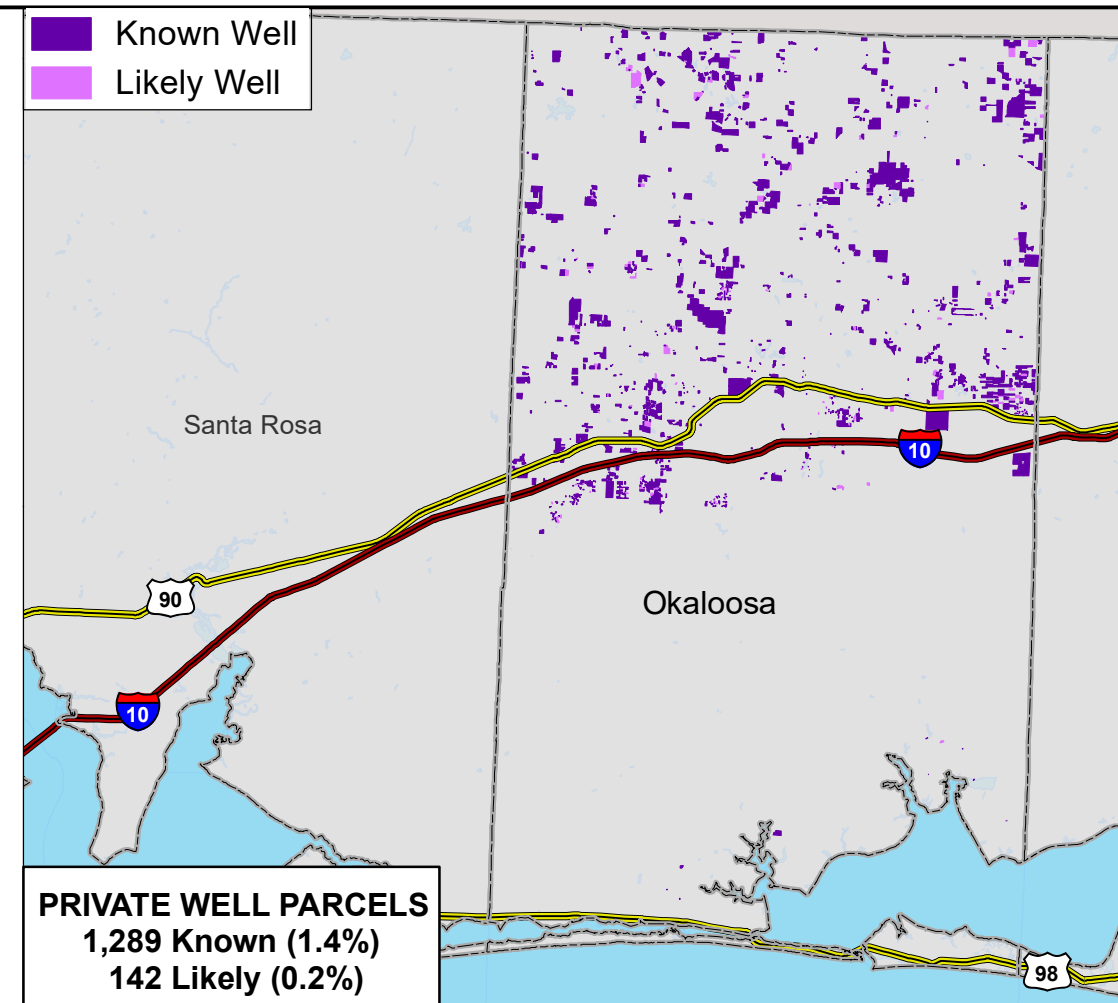 Known Well
Likely Well
Santa Rosa
10
90
Okaloosa
10
PRIVATE WELL PARCELS
1,289 Known (1.4%)
142 Likely (0.2%)
98